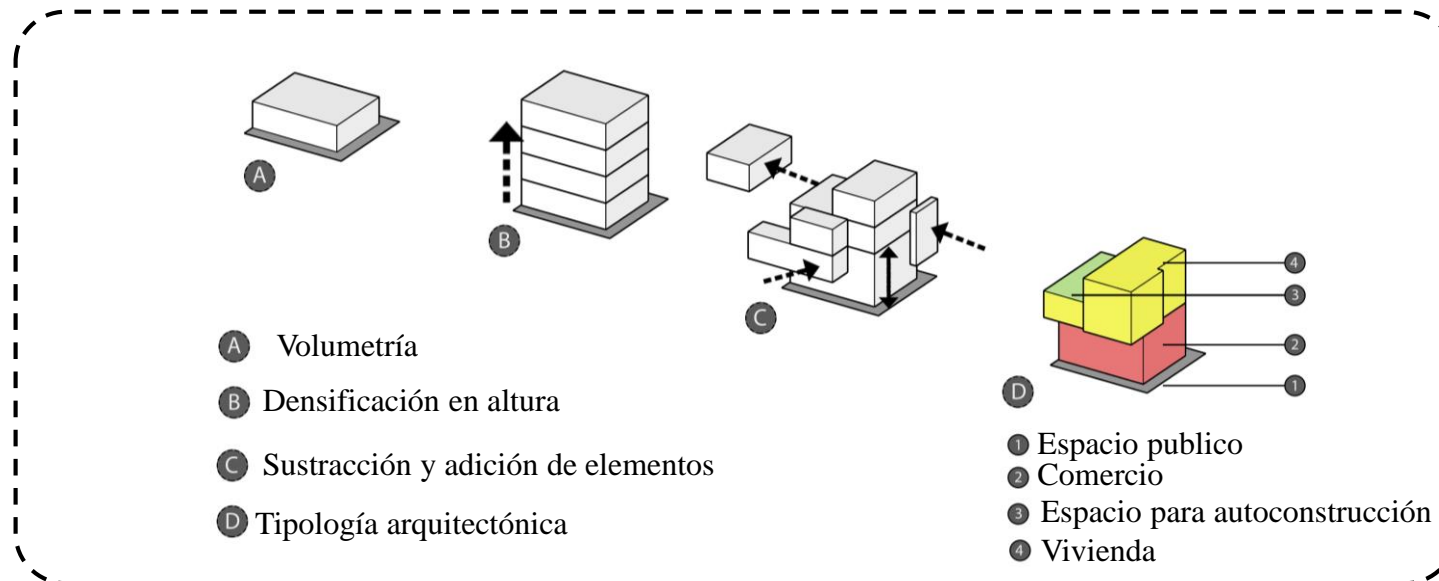 A
B
C
4
3
2
1
D
A Volumetría
B Densificación en altura
C Sustracción y adición de elementos
D Tipología arquitectónica
1 Espacio publico
2 Comercio
3 Espacio para autoconstrucción
4 Vivienda